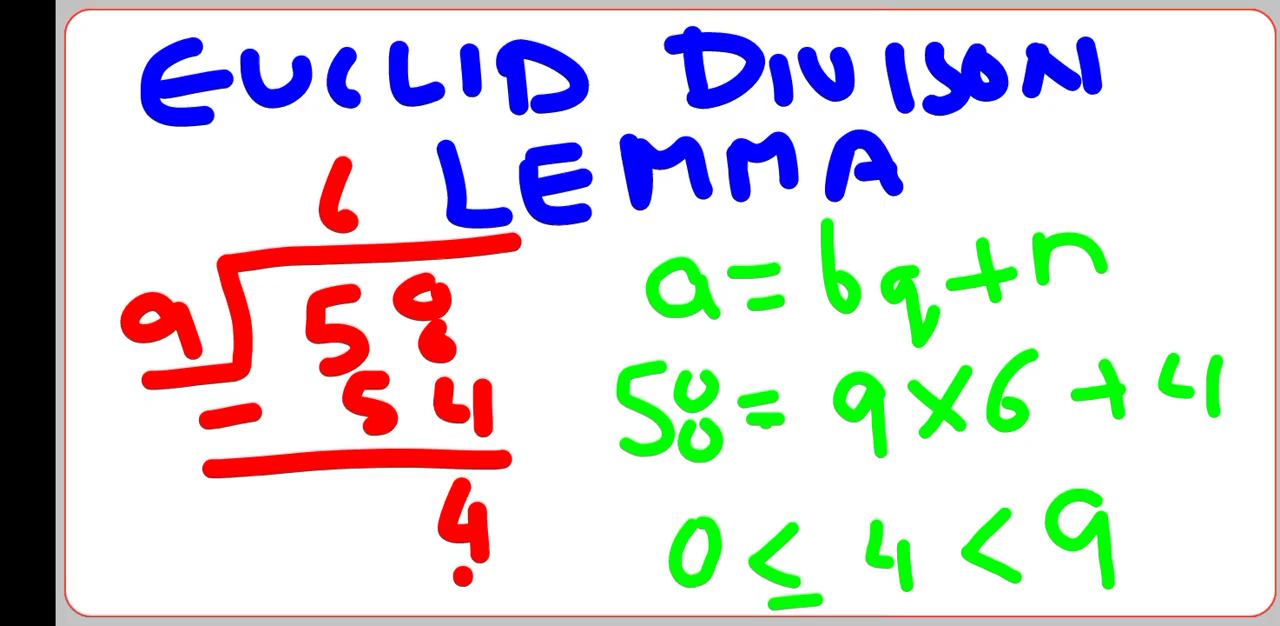 EUCLID DIVISON
LEMMA
6
9 58
- 54
4
a = bq + r
58 = 9 × 6 + 4
0 ≤ 4 < 9